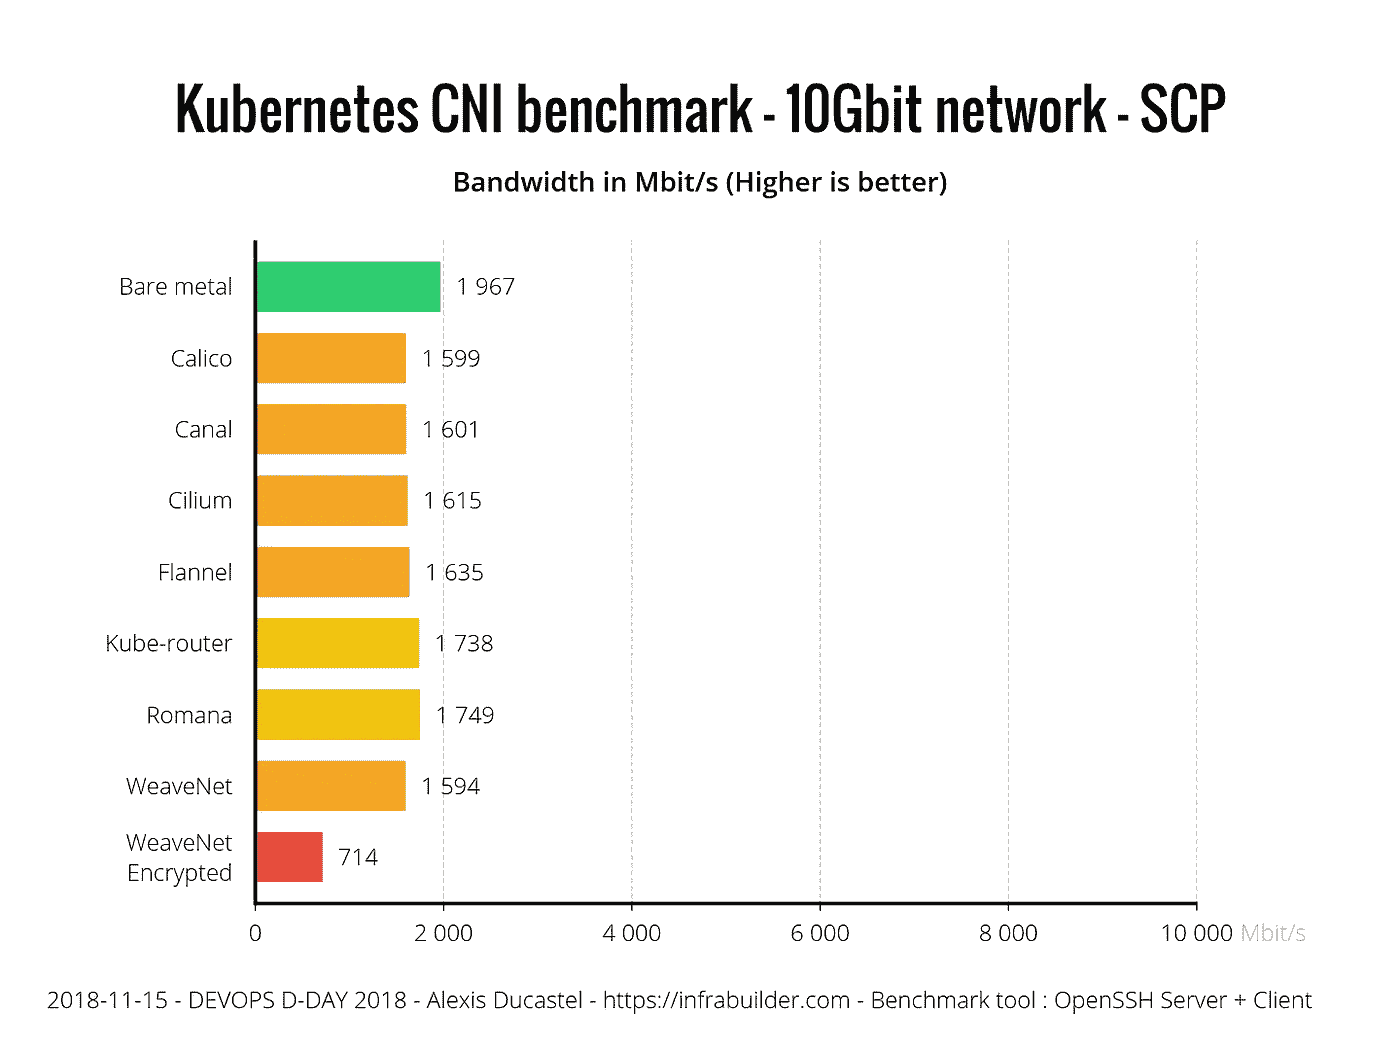 Kubernetes CNI benchmark - 10Gbit network - SCP
Bandwidth in Mbit/s (Higher is better)
Bare metal 1 967
Calico 1 599
Canal 1 601
Cilium 1 615
Flannel 1 635
Kube-router 1 738
Romana 1 749
WeaveNet 1 594
WeaveNet
Encrypted 714
0 2 000 4 000 6 000 8 000 10 000 Mbit/s
2018-11-15 - DEVOPS D-DAY 2018 - Alexis Ducastel - https://infrabuilder.com - Benchmark tool : OpenSSH Server + Client